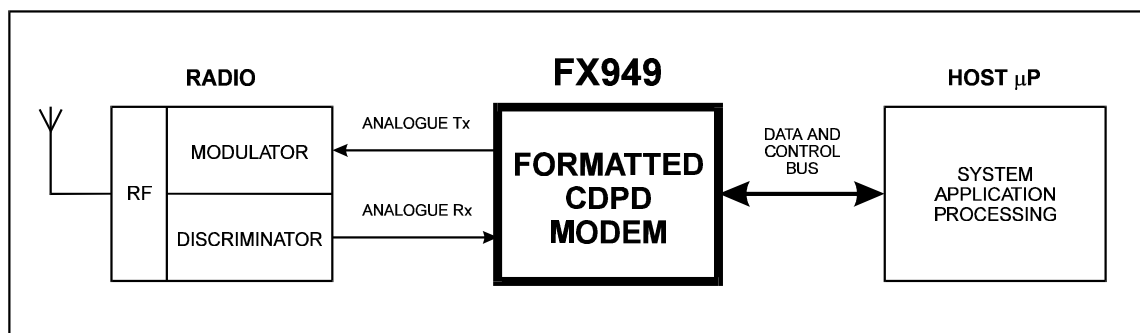 RADIO
RF
MODULATOR
DISCRIMINATOR
ANALOGUE Tx
ANALOGUE Rx
FX949
FORMATTED
CDPD
MODEM
DATA AND
CONTROL
BUS
HOST μP
SYSTEM
APPLICATION
PROCESSING